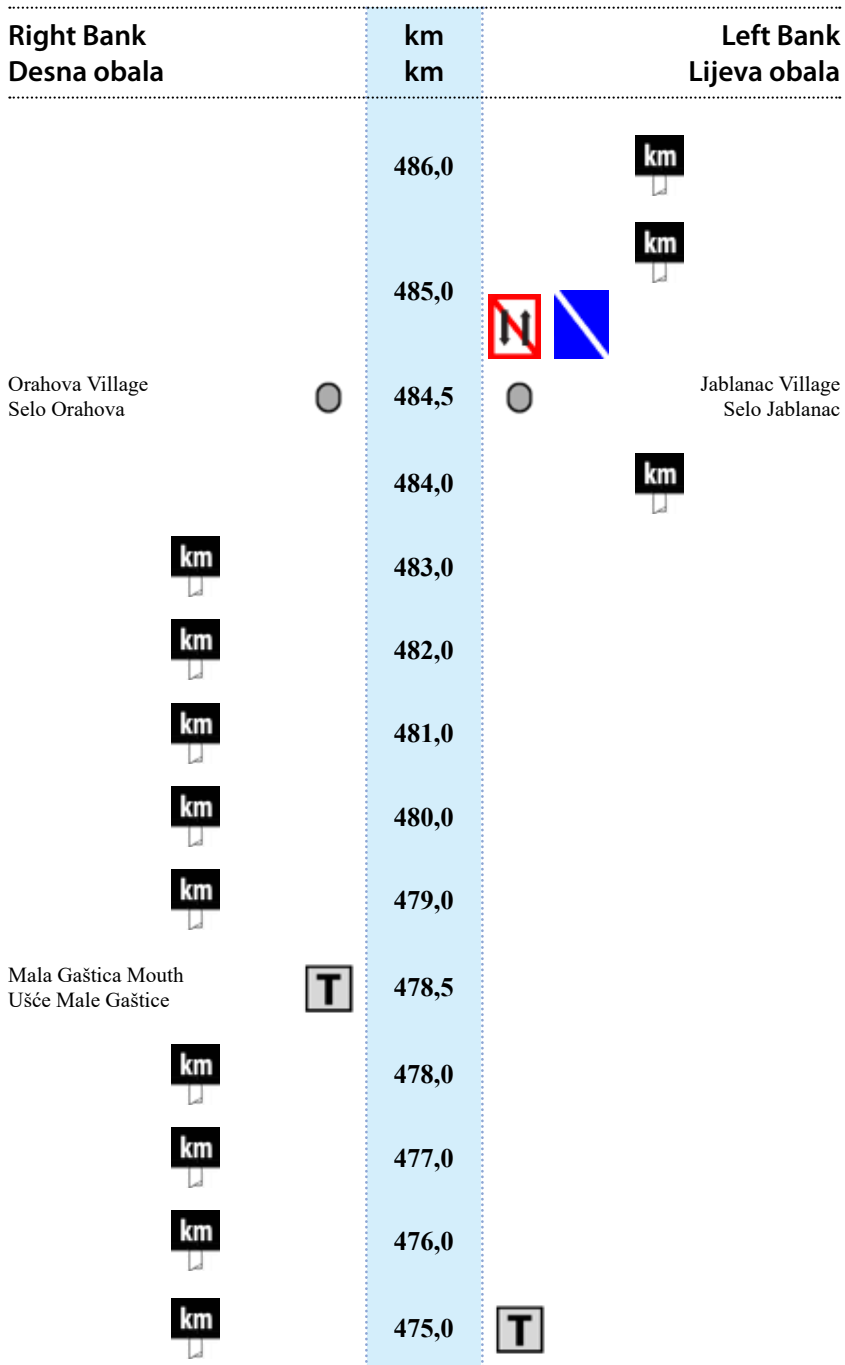 Right Bank km Left Bank
Desna obala km Lijeva obala
486,0 km
km
485,0
Orahova Village 484,5 Jablanac Village
Selo Orahova Selo Jablanac
484,0 km
km 483,0
km 482,0
km 481,0
km 480,0
km 479,0
Mala Gaštica Mouth T 478,5
Ušće Male Gaštice
km 478,0
km 477,0
km 476,0
km 475,0 T